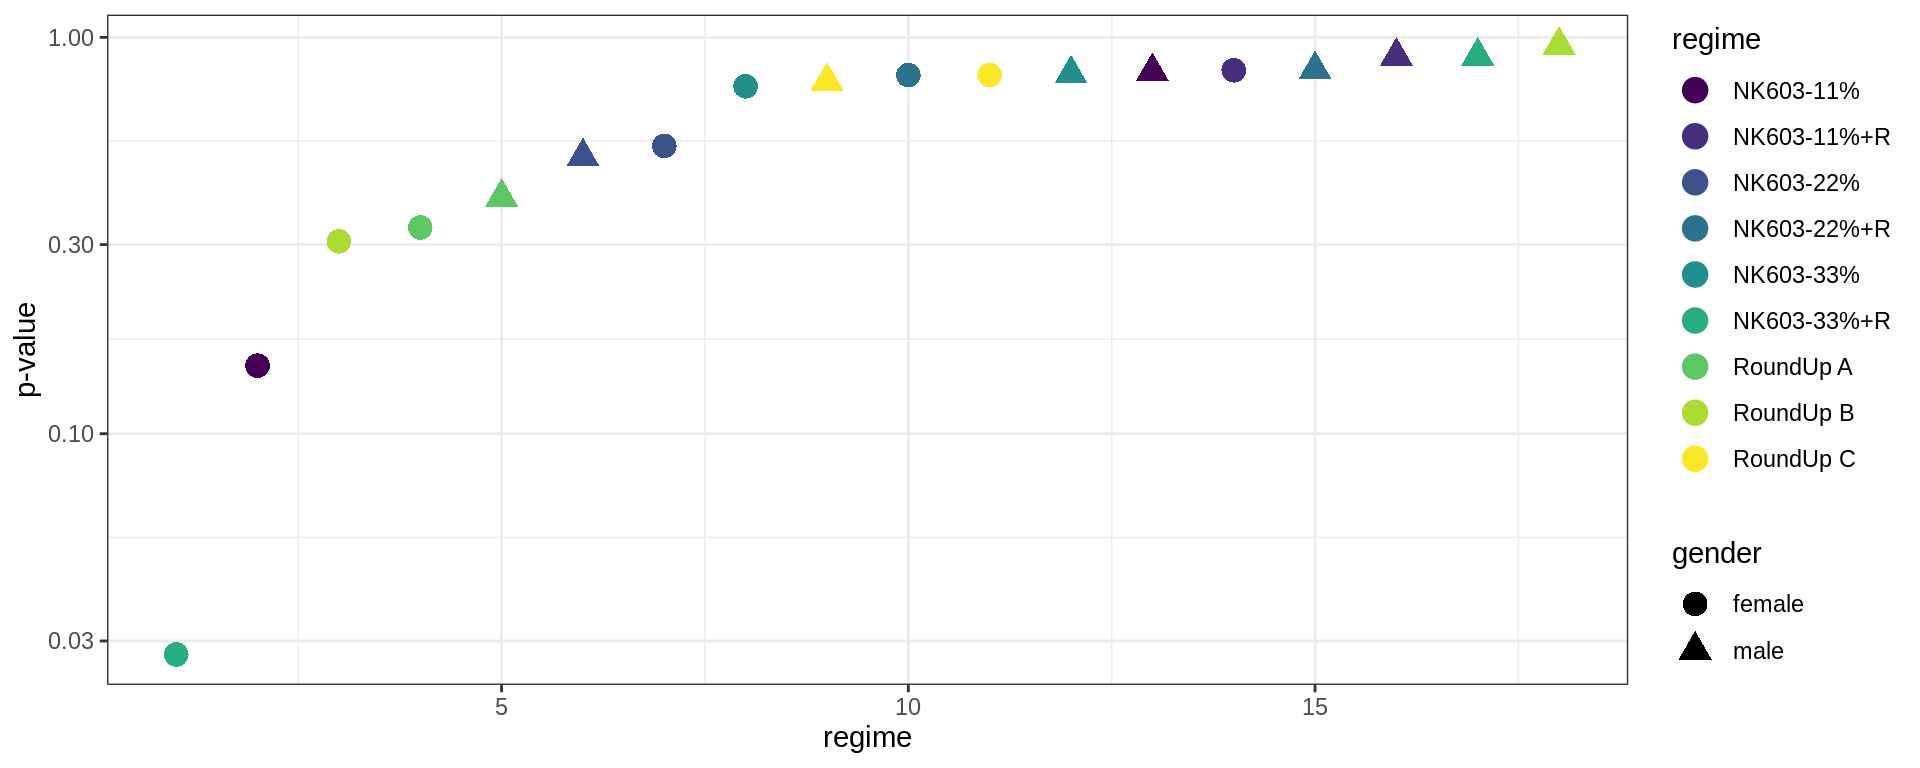 1.00
0.30
0.10
0.03
p-value
5
10
15
regime
regime
NK603-11%
NK603-11%+R
NK603-22%
NK603-22%+R
NK603-33%
NK603-33%+R
RoundUp A
RoundUp B
RoundUp C
gender
female
male